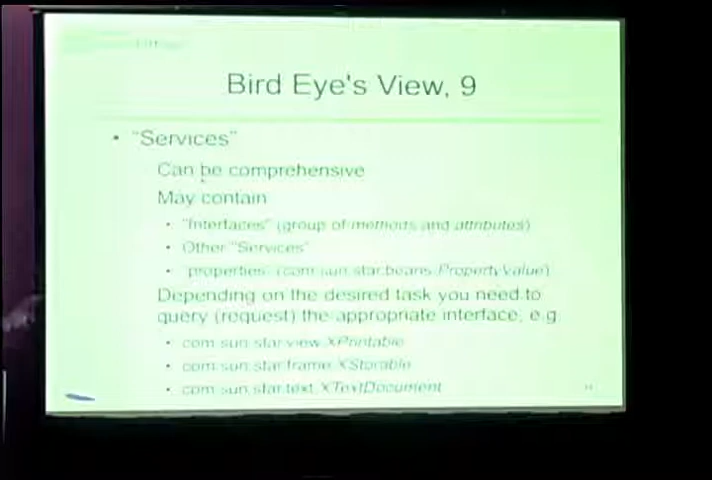 Bird Eye's View, 9
• "Services"
Can be comprehensive
May contain
• "Interfaces" (group of methods and attributes)
• Other "Services"
• "properties" (com.sun.star.beans.PropertyValue)
Depending on the desired task you need to
query (request) the appropriate interface, e.g.
• com.sun.star.view.XPrintable
• com.sun.star.frame.XStorable
• com.sun.star.text.XTextDocument